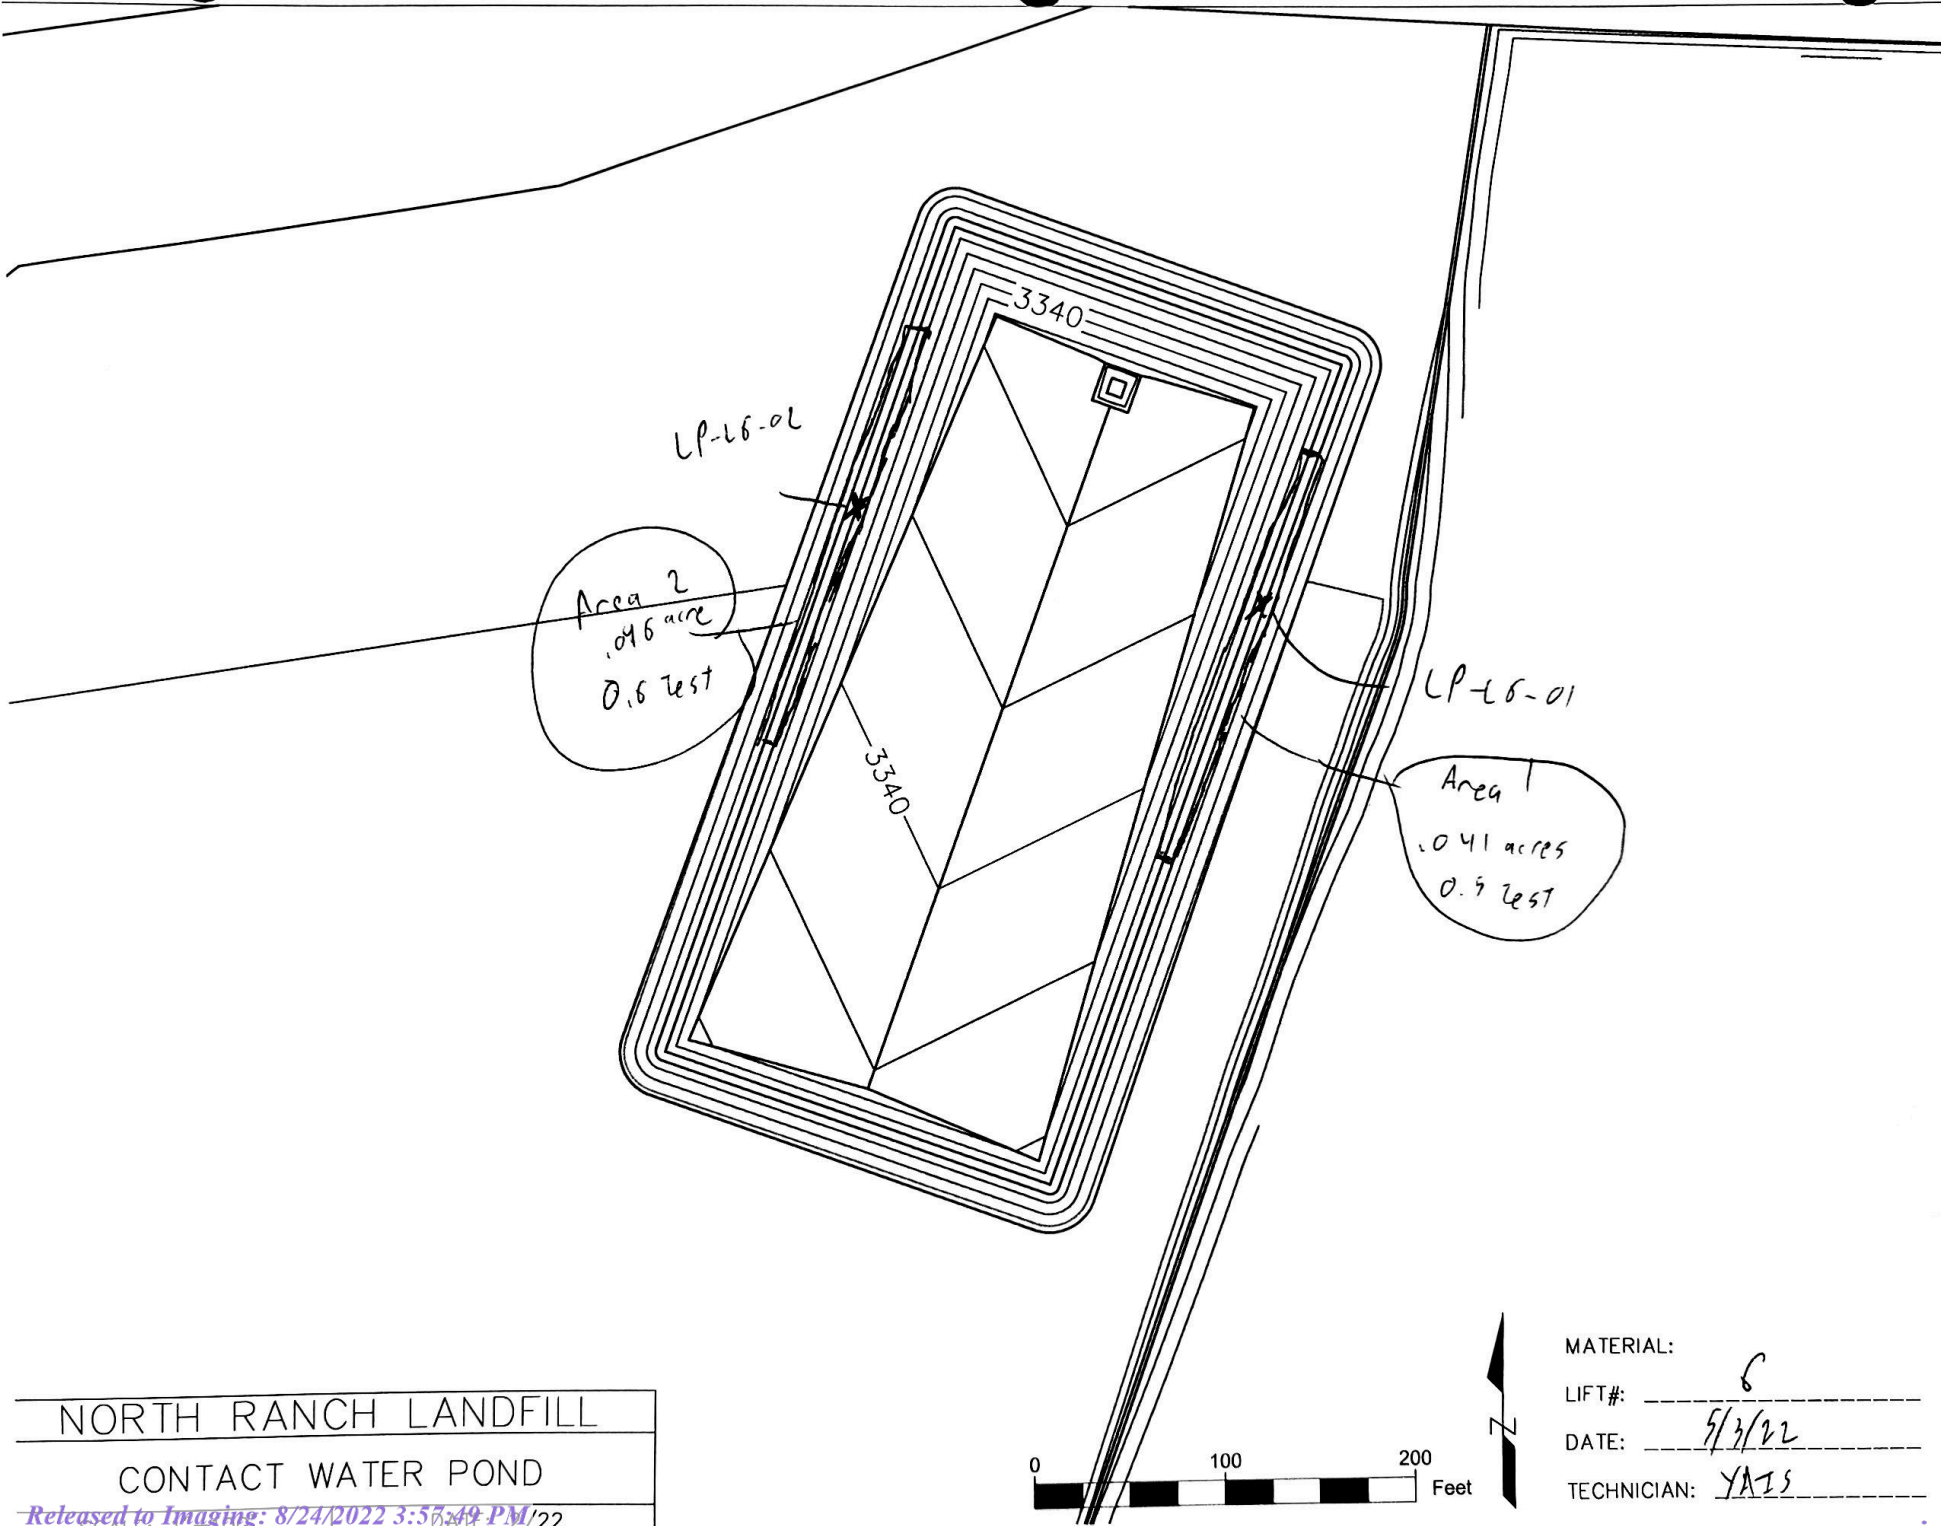 3340
LP-L6-02
Area 2
.046 acre
0.6 test
3340
LP-L6-01
Area 1
.041 acres
0.5 test
MATERIAL:
LIFT#: 6
DATE: 5/3/22
TECHNICIAN: YAIS
0 100 200
Feet
N
NORTH RANCH LANDFILL
CONTACT WATER POND
Released to Imaging: 8/24/2022 3:57:49 PM
/22